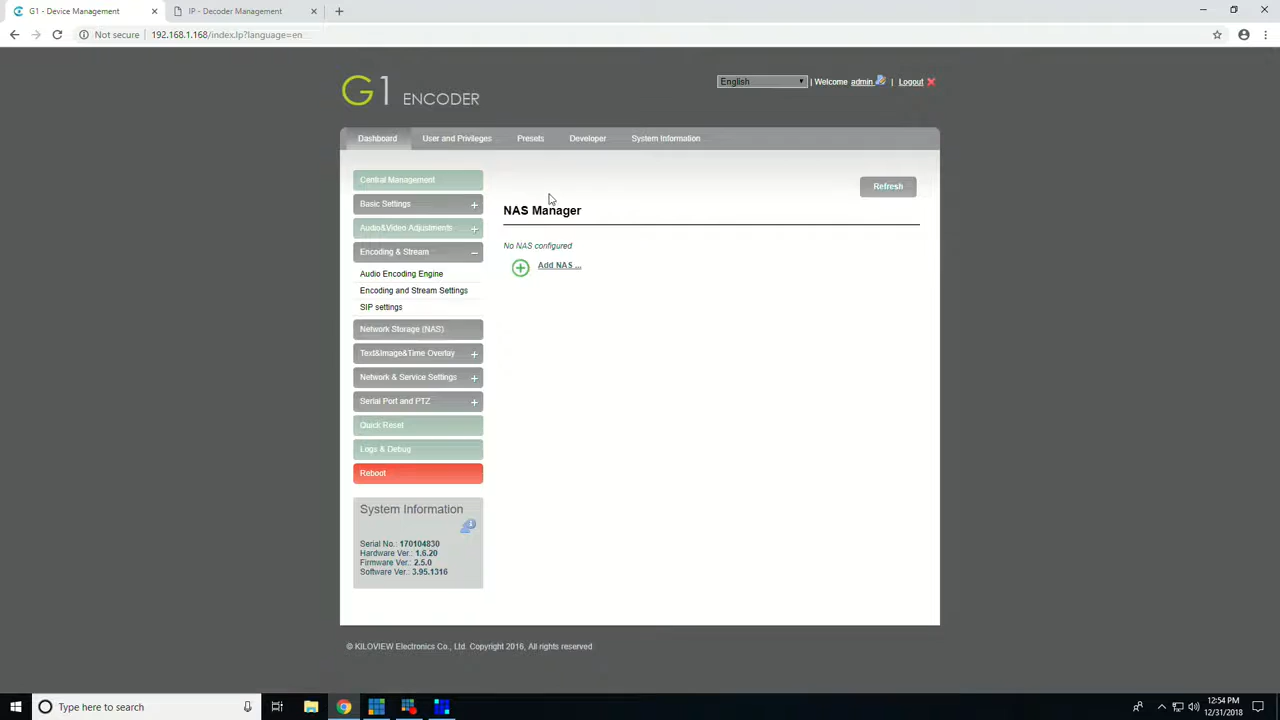 G1 - Device Management
IP - Decoder Management
Not secure
192.168.1.168/index.lp?language=en...
G1 ENCODER
English
| Welcome admin | Logout
Dashboard
User and Privileges
Presets
Developer
System Information
Central Management
Basic Settings
Audio&Video Adjustments
Encoding & Stream
Audio Encoding Engine
Encoding and Stream Settings
SIP settings
Network Storage (NAS)
Text&Image&Time Overlay
Network & Service Settings
Serial Port and PTZ
Quick Reset
Logs & Debug
Reboot
System Information
Serial No.: 170104830
Hardware Ver.: 1.6.20
Firmware Ver.: 2.5.0
Software Ver.: 3.95.1316
Refresh
NAS Manager
No NAS configured
Add NAS ...
© KILOVIEW Electronics Co., Ltd. Copyright 2016, All rights reserved
Type here to search
12:54 PM
12/31/2018